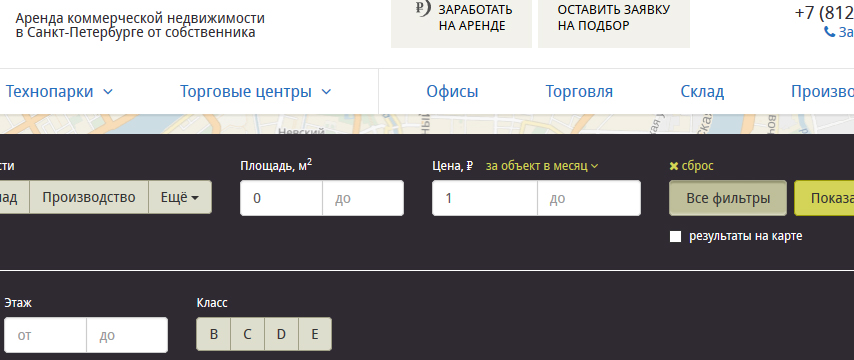 Аренда коммерческой недвижимости
в Санкт-Петербурге от собственника
ЗАРАБОТАТЬ
НА АРЕНДЕ
ОСТАВИТЬ ЗАЯВКУ
НА ПОДБОР
+7 (812
За
Технопарки
Торговые центры
Офисы
Торговля
Склад
Произво
Невский
сти
ад Производство Ещё
Площадь, м²
0 до
Цена, ₽ за объект в месяц
1 до
сброс
Все фильтры Показа
результаты на карте
Этаж
от до
Класс
B C D E